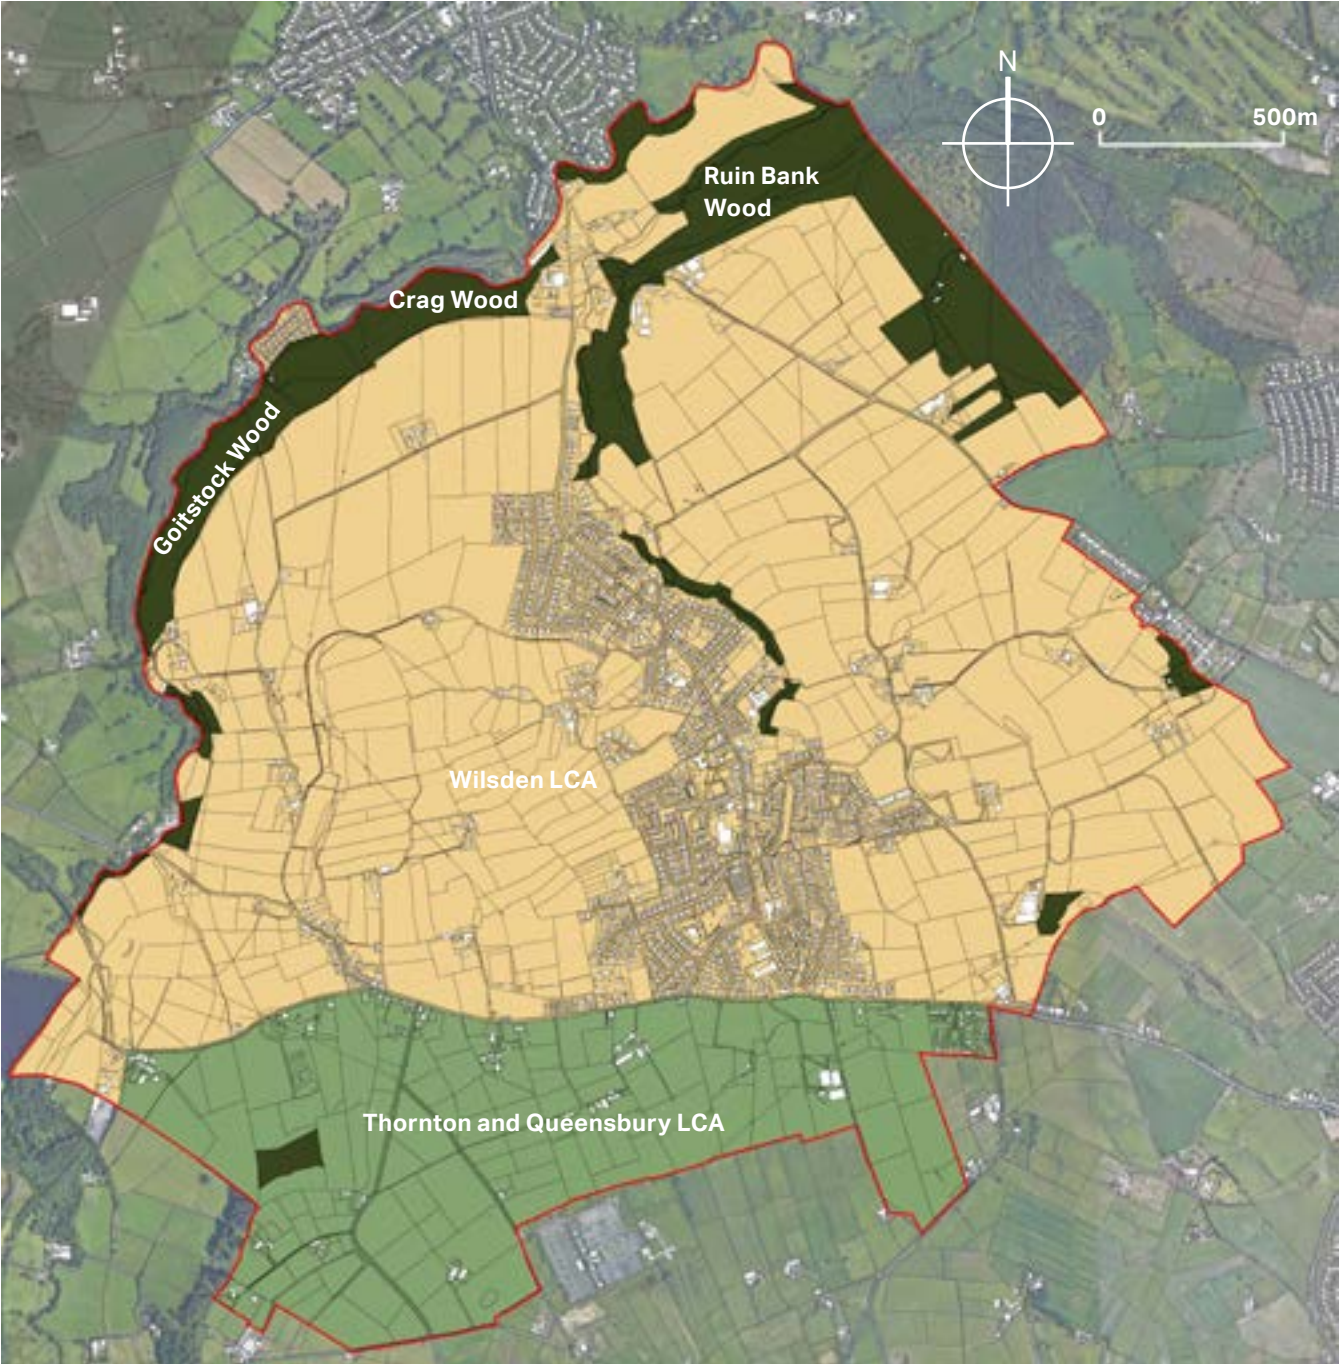 N
0 500m
Ruin Bank
Wood
Crag Wood
Goitstock Wood
Wilsden LCA
Thornton and Queensbury LCA